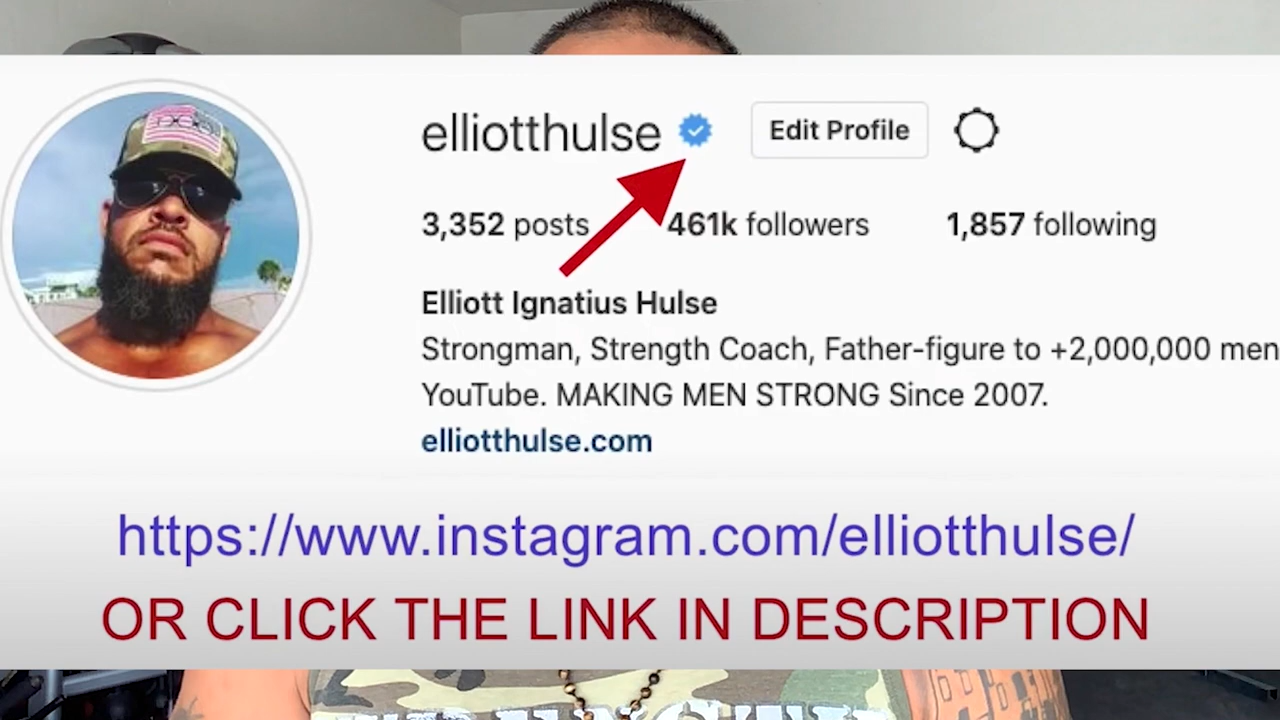 elliotthulse Edit Profile
3,352 posts 461k followers 1,857 following
Elliott Ignatius Hulse
Strongman, Strength Coach, Father-figure to +2,000,000 men
YouTube. MAKING MEN STRONG Since 2007.
elliotthulse.com
https://www.instagram.com/elliotthulse/
OR CLICK THE LINK IN DESCRIPTION